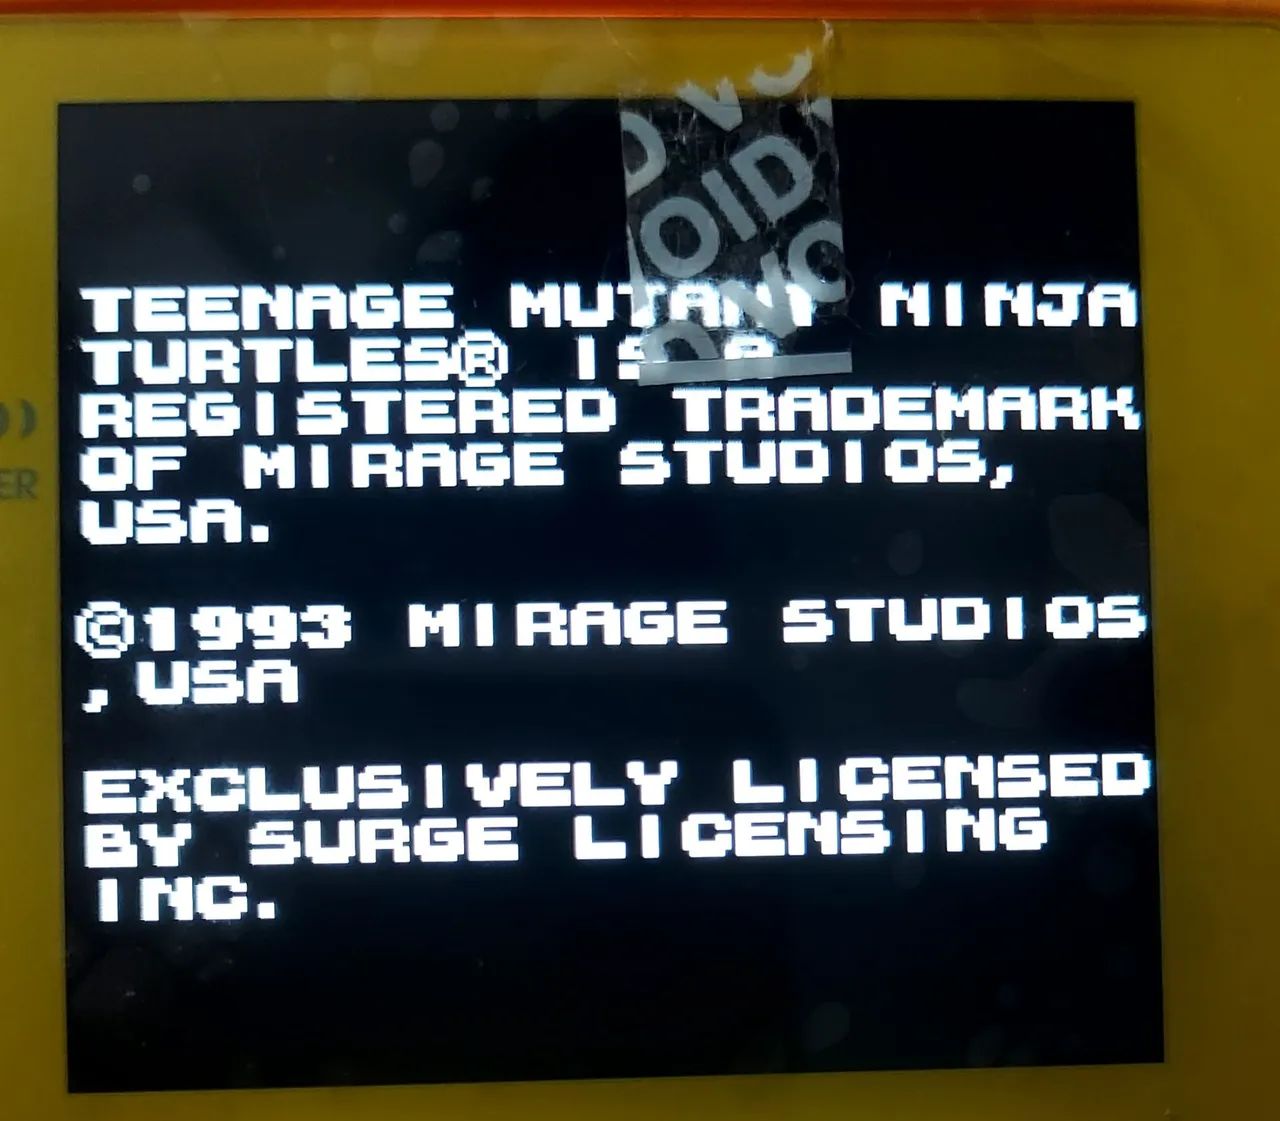 VOID
TEENAGE MUTANT NINJA
TURTLES® IS A
REGISTERED TRADEMARK
OF MIRAGE STUDIOS,
USA.
©1993 MIRAGE STUDIOS
,USA
EXCLUSIVELY LICENSED
BY SURGE LICENSING
INC.